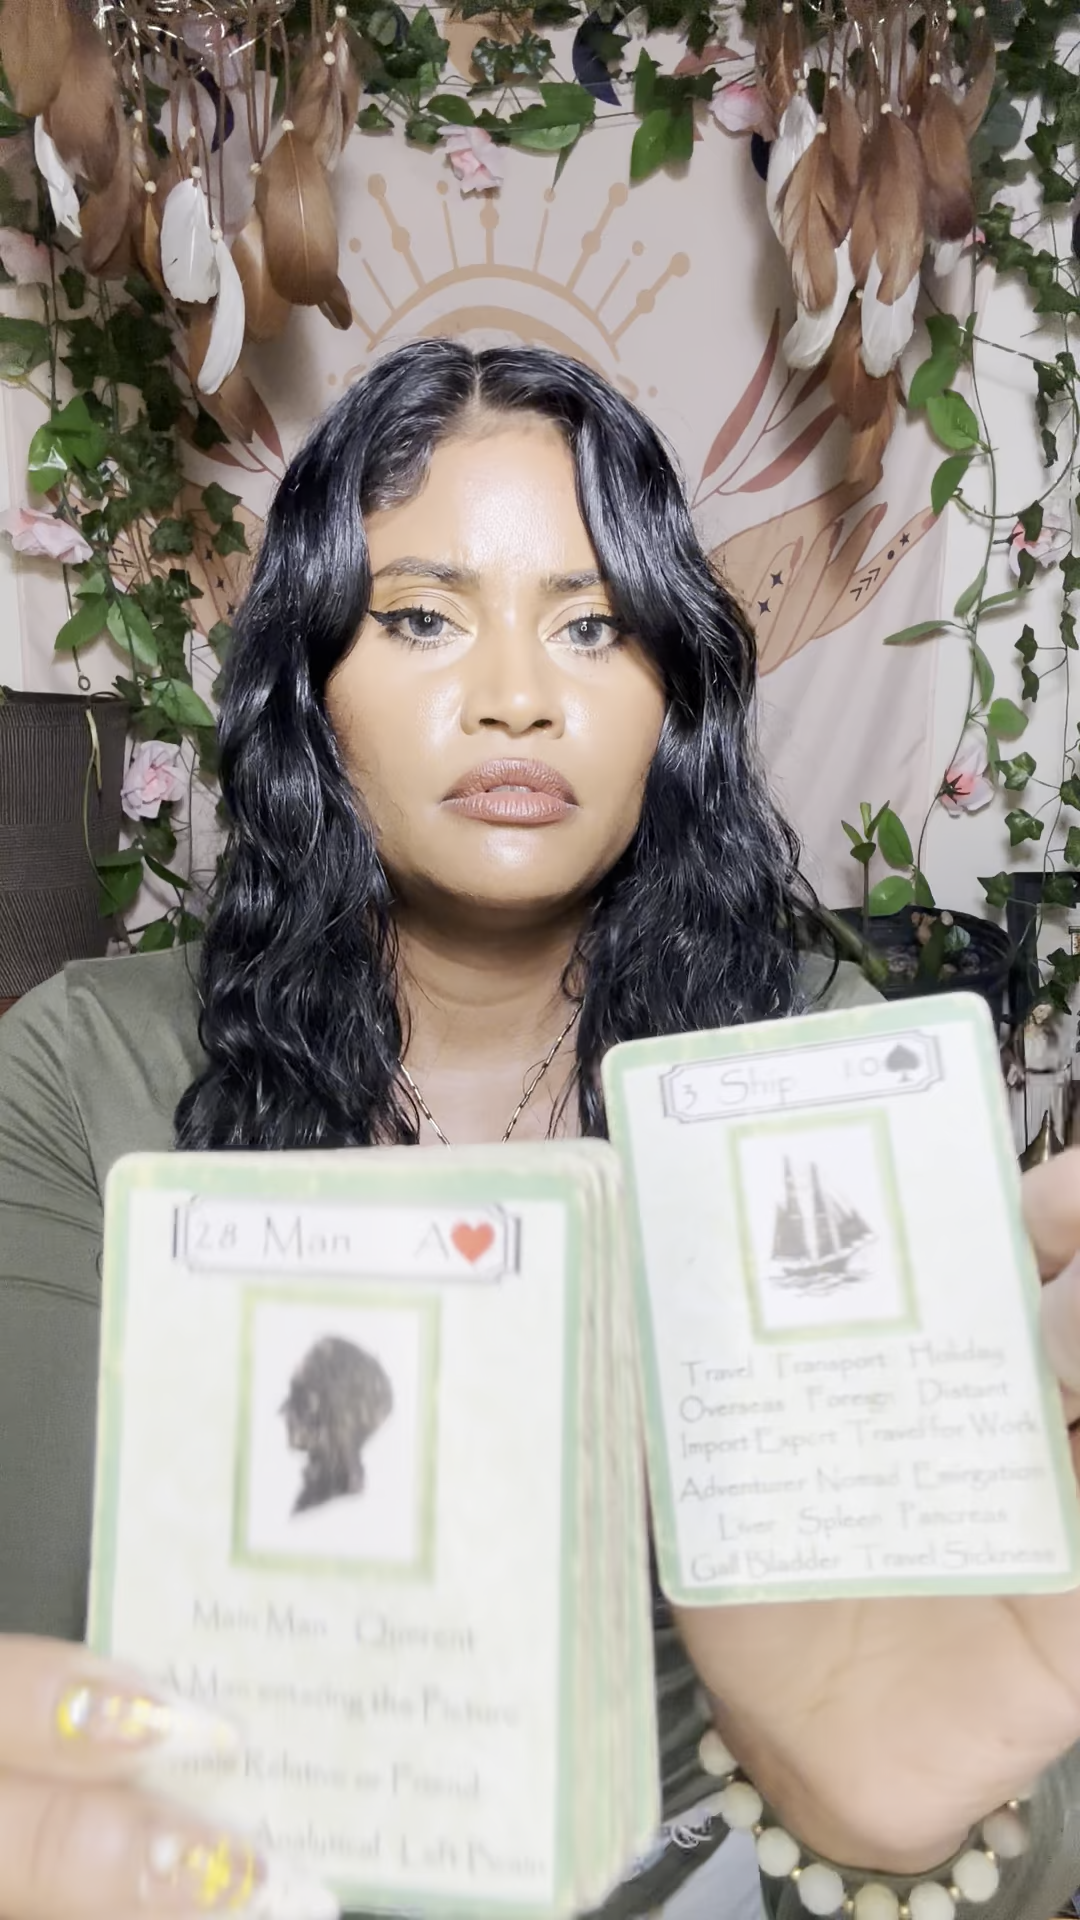 3 Ship 10♠
Travel Transport Holiday
Overseas Foreign Distant
Import Export Travel for Work
Adventurer Nomad Emirgation
Liver Spleen Pancreas
Gall Bladder Travel Sickness
28 Man A♥
Main Man Querent
A Man entering the Picture
Relative or Friend
Analytical Left Brain